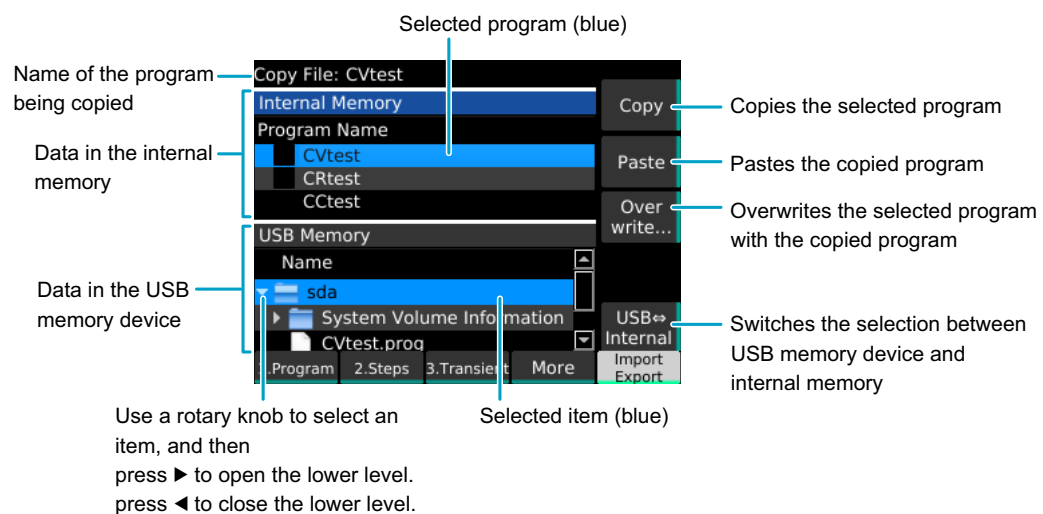 Selected program (blue)
Name of the program
being copied
Copy File: CVtest
Internal Memory
Program Name
CVtest
CRtest
CCtest
Data in the internal
memory
USB Memory
Name
sda
System Volume Information
CVtest.prog
Data in the USB
memory device
Copy
Copies the selected program
Paste
Pastes the copied program
Over
write...
Overwrites the selected program
with the copied program
USB⇔
Internal
Switches the selection between
USB memory device and
internal memory
1.Program 2.Steps 3.Transient More
Import
Export
Use a rotary knob to select an
item, and then
press ▶ to open the lower level.
press ◀ to close the lower level.
Selected item (blue)